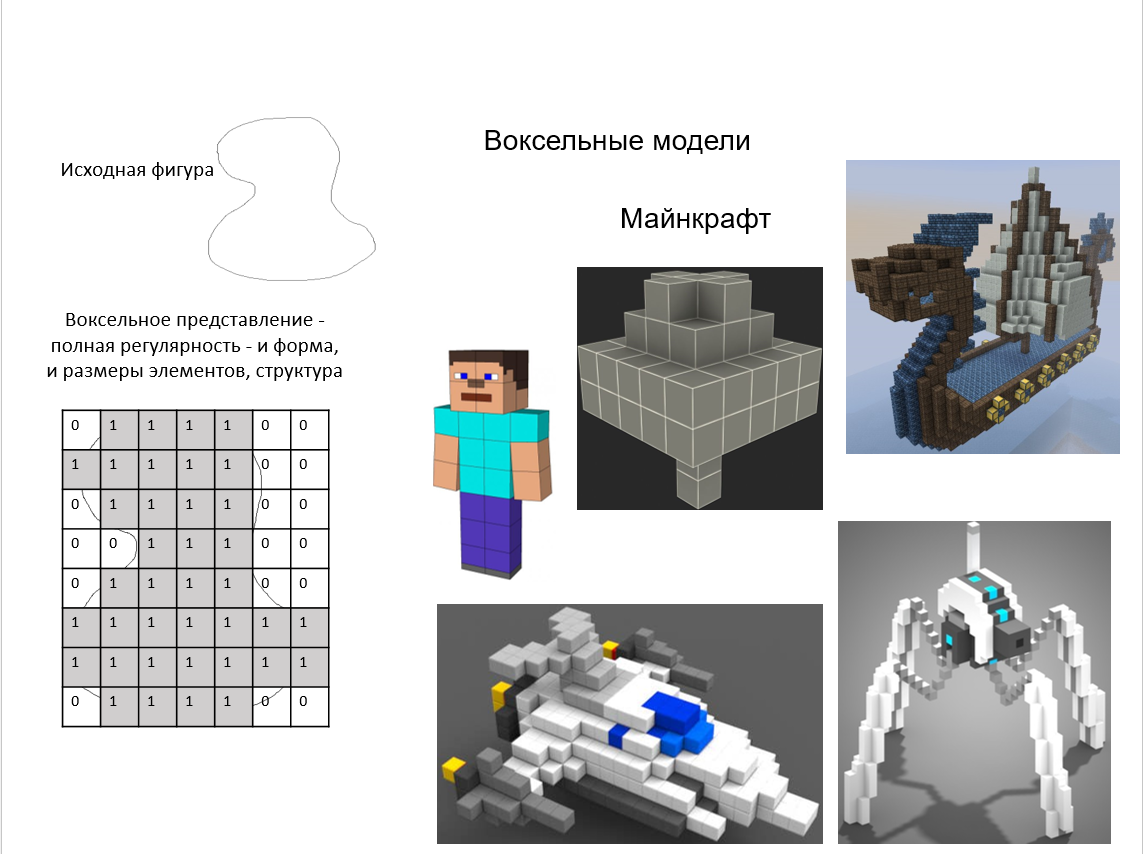 Воксельные модели
Исходная фигура
Майнкрафт
Воксельное представление -
полная регулярность - и форма,
и размеры элементов, структура
0 1 1 1 1 0 0
1 1 1 1 1 0 0
0 1 1 1 1 0 0
0 0 1 1 1 0 0
0 1 1 1 1 0 0
1 1 1 1 1 1 1
1 1 1 1 1 1 1
0 1 1 1 1 0 0